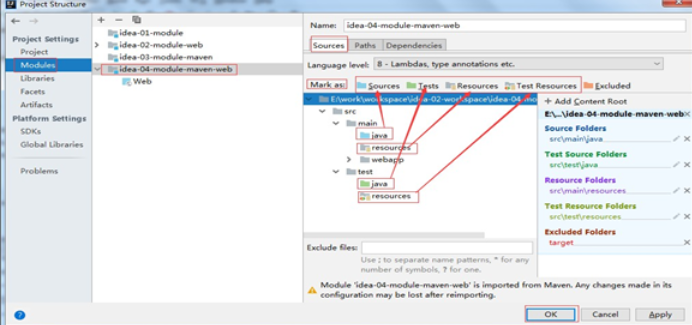 Project Structure
Project Settings
Project
Modules
Libraries
Facets
Artifacts
Platform Settings
SDKs
Global Libraries
Problems
idea-01-module
idea-02-module-web
idea-03-module-maven
idea-04-module-maven-web
Web
Name: idea-04-module-maven-web
Sources Paths Dependencies
Language level: 8 - Lambdas, type annotations etc.
Mark as: Sources Tests Resources Test Resources Excluded
E:\work\workspace\idea-02-workspace\idea-04-mo
src
main
java
resources
webapp
test
java
resources
+ Add Content Root
E:\...\idea-04-module-maven-web
Source Folders
src\main\java
Test Source Folders
src\test\java
Resource Folders
src\main\resources
Test Resource Folders
src\test\resources
Excluded Folders
target
Exclude files:
Use ; to separate name patterns, * for any
number of symbols, ? for one.
Module 'idea-04-module-maven-web' is imported from Maven. Any changes made in its
configuration may be lost after reimporting.
OK Cancel Apply